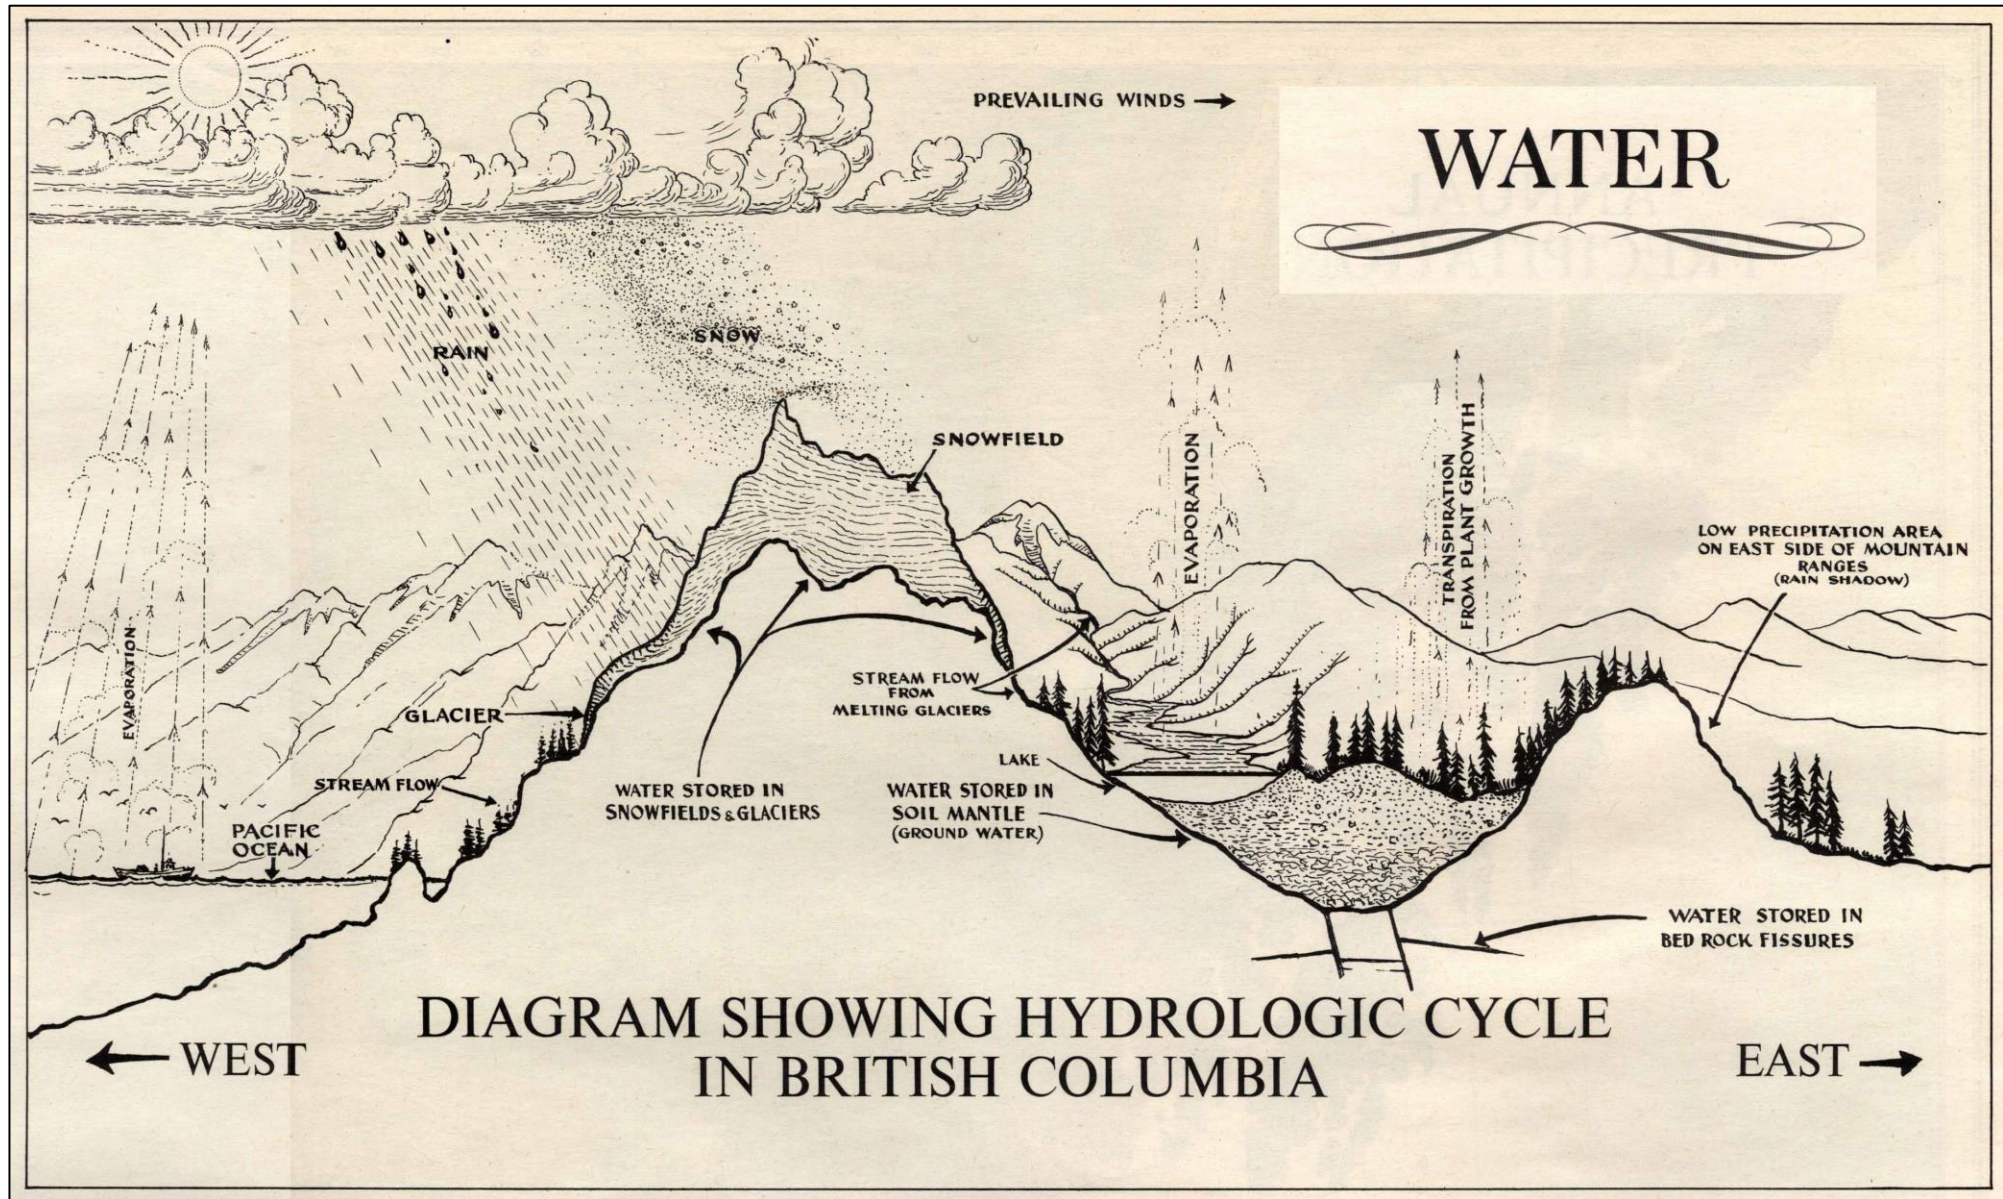 PREVAILING WINDS
WATER
RAIN
SNOW
SNOWFIELD
EVAPORATION
EVAPORATION
TRANSPIRATION
FROM PLANT GROWTH
LOW PRECIPITATION AREA
ON EAST SIDE OF MOUNTAIN
RANGES
(RAIN SHADOW)
GLACIER
STREAM FLOW
FROM
MELTING GLACIERS
STREAM FLOW
PACIFIC
OCEAN
WATER STORED IN
SNOWFIELDS & GLACIERS
LAKE
WATER STORED IN
SOIL MANTLE
(GROUND WATER)
WATER STORED IN
BED ROCK FISSURES
DIAGRAM SHOWING HYDROLOGIC CYCLE
IN BRITISH COLUMBIA
WEST
EAST